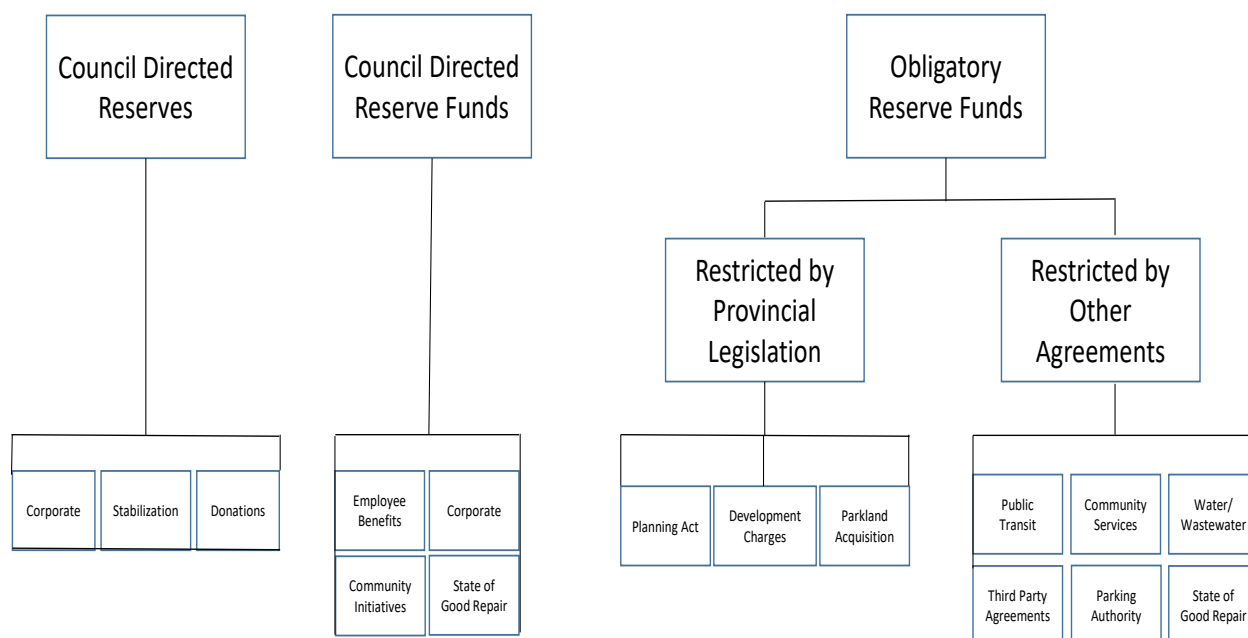 Council Directed
Reserves
Council Directed
Reserve Funds
Obligatory
Reserve Funds
Restricted by
Provincial
Legislation
Restricted by
Other
Agreements
Corporate
Stabilization
Donations
Employee
Benefits
Corporate
Community
Initiatives
State of
Good Repair
Planning Act
Development
Charges
Parkland
Acquisition
Public
Transit
Community
Services
Water/
Wastewater
Third Party
Agreements
Parking
Authority
State of
Good Repair